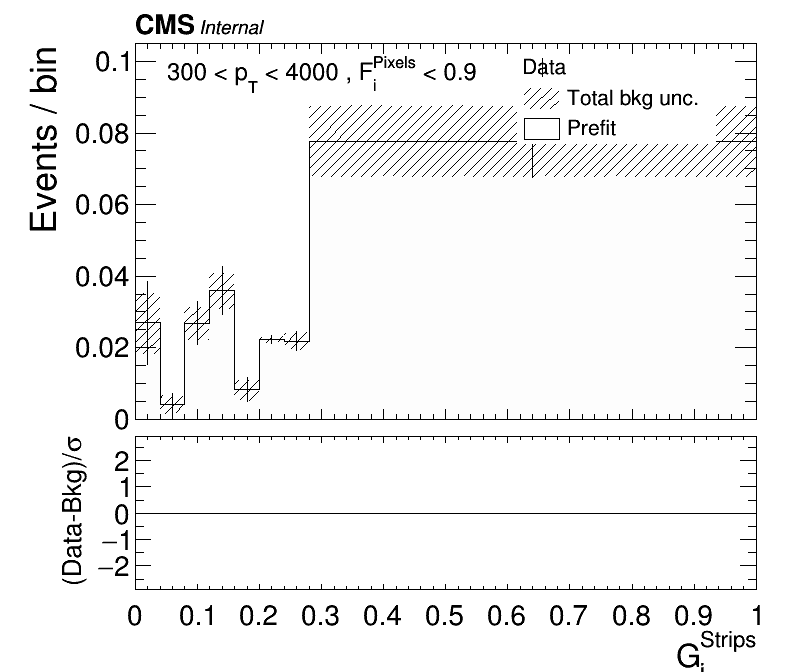 CMS Internal
300 < p_T < 4000 , F_i^Pixels < 0.9
Data
Total bkg unc.
Prefit
Events / bin
0.1
0.08
0.06
0.04
0.02
0
(Data-Bkg)/σ
2
1
0
−1
−2
0 0.1 0.2 0.3 0.4 0.5 0.6 0.7 0.8 0.9 1
G_i^Strips